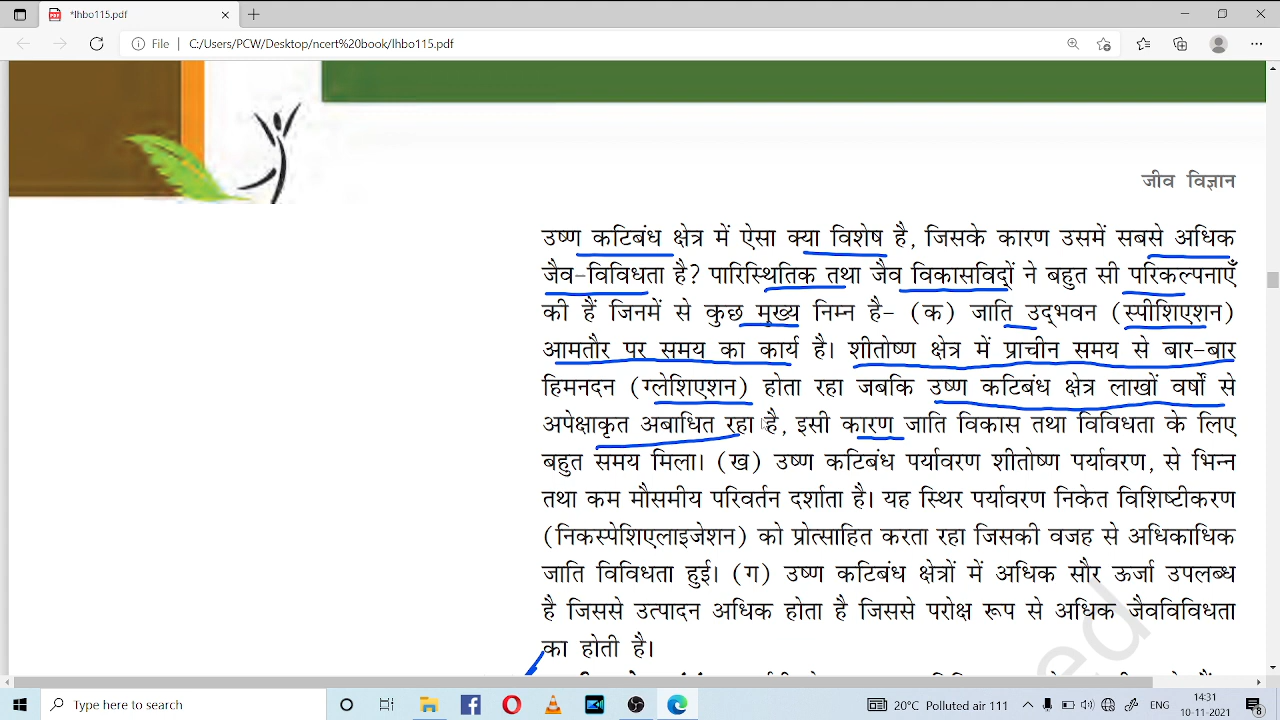 *lhbo115.pdf
File | C:/Users/PCW/Desktop/ncert%20book/lhbo115.pdf
जीव विज्ञान
उष्ण कटिबंध क्षेत्र में ऐसा क्या विशेष है, जिसके कारण उसमें सबसे अधिक
जैव-विविधता है? पारिस्थितिक तथा जैव विकासविदों ने बहुत सी परिकल्पनाएँ
की हैं जिनमें से कुछ मुख्य निम्न है- (क) जाति उद्भवन (स्पीशिएशन)
आमतौर पर समय का कार्य है। शीतोष्ण क्षेत्र में प्राचीन समय से बार-बार
हिमनदन (ग्लेशिएशन) होता रहा जबकि उष्ण कटिबंध क्षेत्र लाखों वर्षों से
अपेक्षाकृत अबाधित रहा है, इसी कारण जाति विकास तथा विविधता के लिए
बहुत समय मिला। (ख) उष्ण कटिबंध पर्यावरण शीतोष्ण पर्यावरण, से भिन्न
तथा कम मौसमीय परिवर्तन दर्शाता है। यह स्थिर पर्यावरण निकेत विशिष्टीकरण
(निकस्पेशिएलाइजेशन) को प्रोत्साहित करता रहा जिसकी वजह से अधिकाधिक
जाति विविधता हुई। (ग) उष्ण कटिबंध क्षेत्रों में अधिक सौर ऊर्जा उपलब्ध
है जिससे उत्पादन अधिक होता है जिससे परोक्ष रूप से अधिक जैवविविधता
का होती है।
ed
Type here to search
20°C Polluted air 111
ENG
14:31
10-11-2021
8